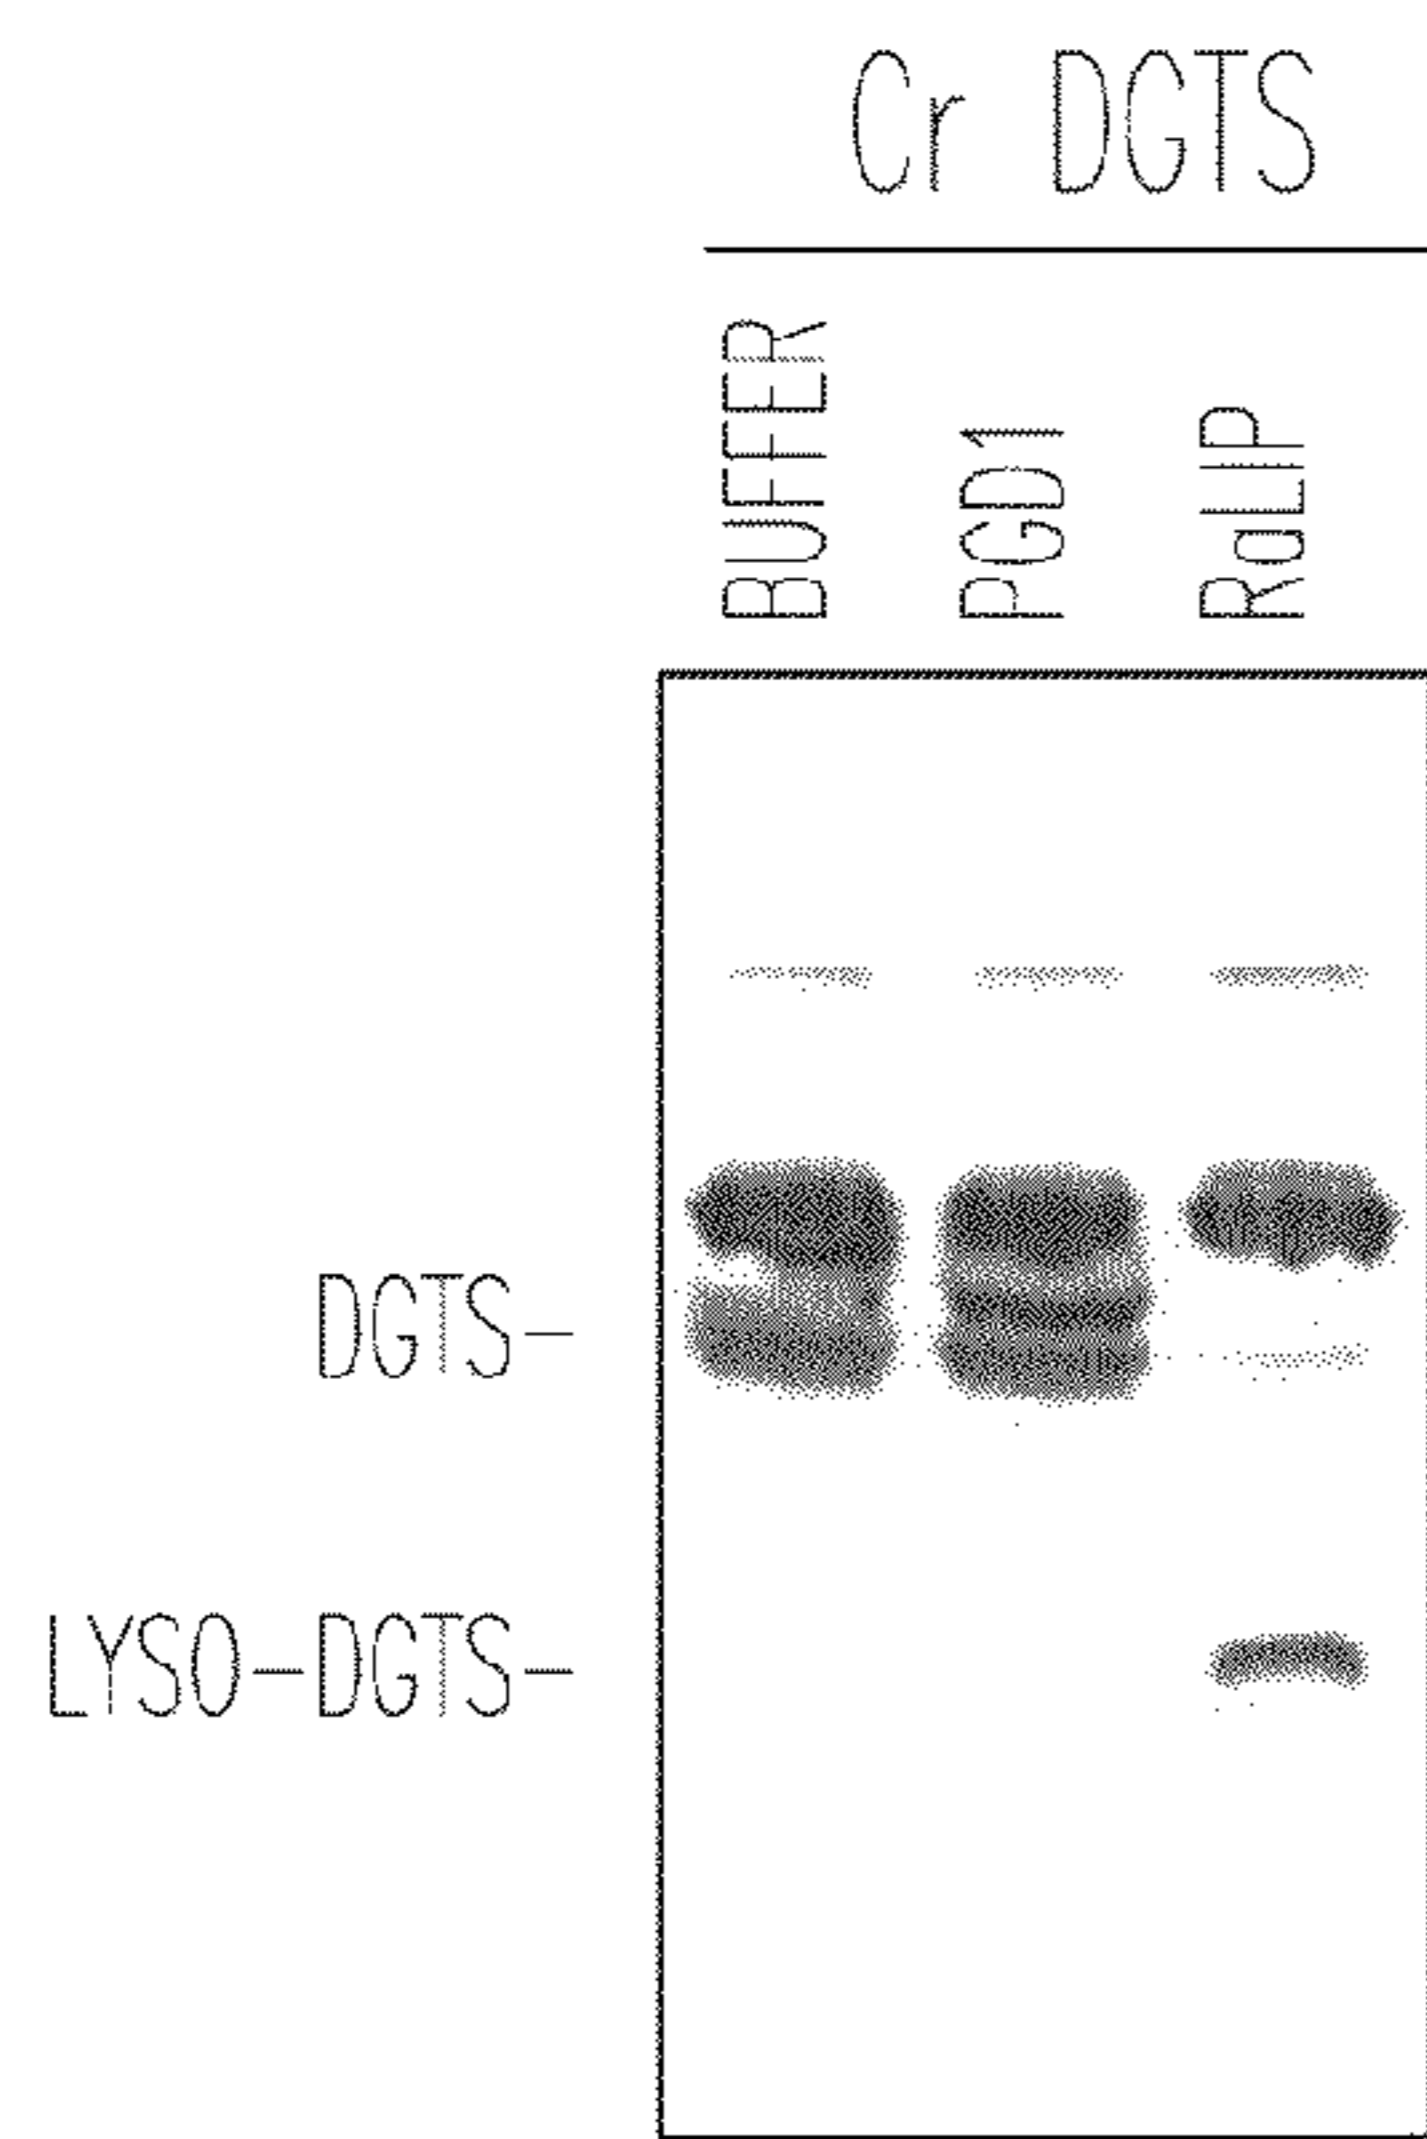 Cr DGTS
BUFFER
PGD1
RaLIP
DGTS-
LYSO-DGTS-